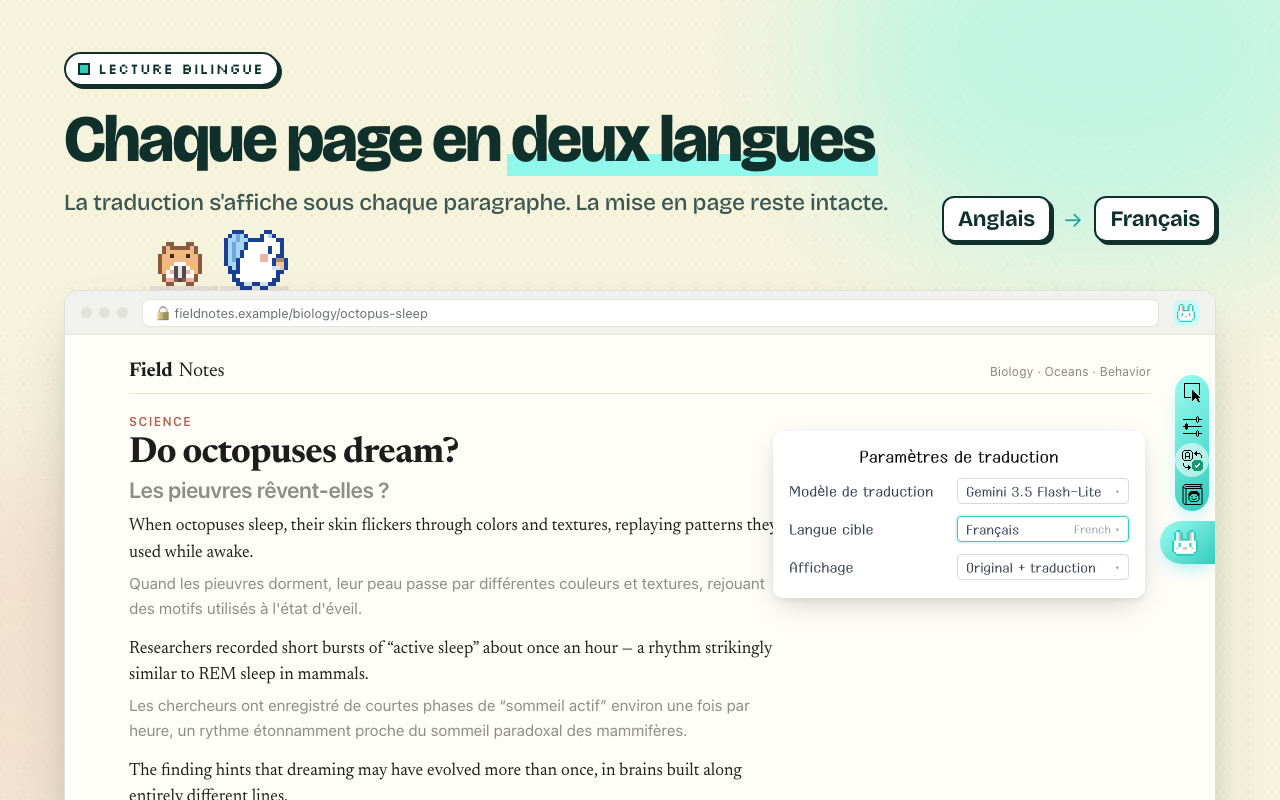 LECTURE BILINGUE
Chaque page en deux langues
La traduction s'affiche sous chaque paragraphe. La mise en page reste intacte.
Anglais → Français
fieldnotes.example/biology/octopus-sleep
Field Notes
Biology · Oceans · Behavior
SCIENCE
Do octopuses dream?
Les pieuvres rêvent-elles ?
When octopuses sleep, their skin flickers through colors and textures, replaying patterns they
used while awake.
Quand les pieuvres dorment, leur peau passe par différentes couleurs et textures, rejouant
des motifs utilisés à l'état d'éveil.
Researchers recorded short bursts of “active sleep” about once an hour — a rhythm strikingly
similar to REM sleep in mammals.
Les chercheurs ont enregistré de courtes phases de “sommeil actif” environ une fois par
heure, un rythme étonnamment proche du sommeil paradoxal des mammifères.
The finding hints that dreaming may have evolved more than once, in brains built along
entirely different lines.
Paramètres de traduction
Modèle de traduction Gemini 3.5 Flash-Lite
Langue cible Français French
Affichage Original + traduction